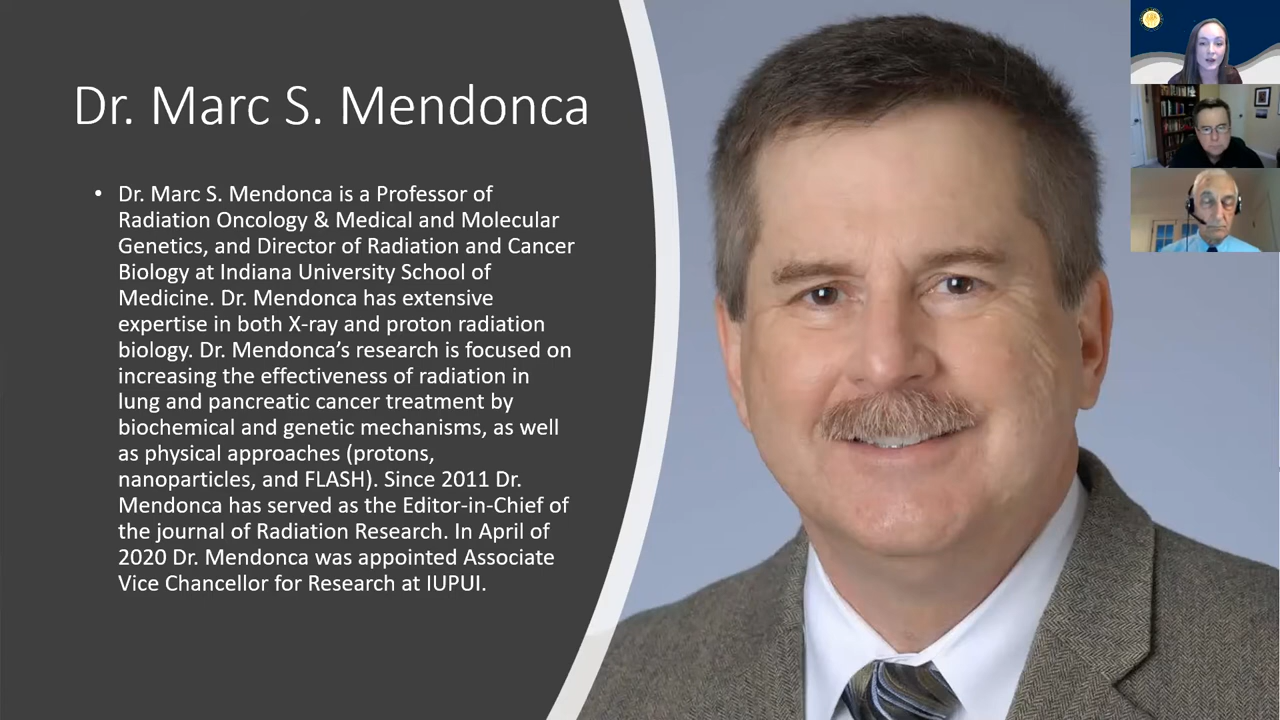 Dr. Marc S. Mendonca
• Dr. Marc S. Mendonca is a Professor of
Radiation Oncology & Medical and Molecular
Genetics, and Director of Radiation and Cancer
Biology at Indiana University School of
Medicine. Dr. Mendonca has extensive
expertise in both X-ray and proton radiation
biology. Dr. Mendonca’s research is focused on
increasing the effectiveness of radiation in
lung and pancreatic cancer treatment by
biochemical and genetic mechanisms, as well
as physical approaches (protons,
nanoparticles, and FLASH). Since 2011 Dr.
Mendonca has served as the Editor-in-Chief of
the journal of Radiation Research. In April of
2020 Dr. Mendonca was appointed Associate
Vice Chancellor for Research at IUPUI.